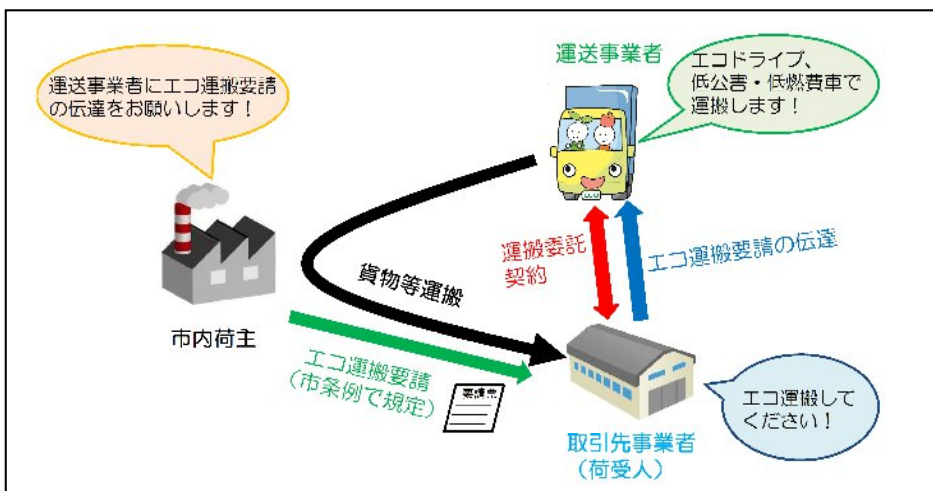 運送事業者にエコ運搬要請
の伝達をお願いします！
運送事業者
エコドライブ、
低公害・低燃費車で
運搬します！
ECO
運搬委託
契約
エコ運搬要請の伝達
貨物等運搬
市内荷主
エコ運搬要請
（市条例で規定）
要請票
エコ運搬して
ください！
取引先事業者
（荷受人）